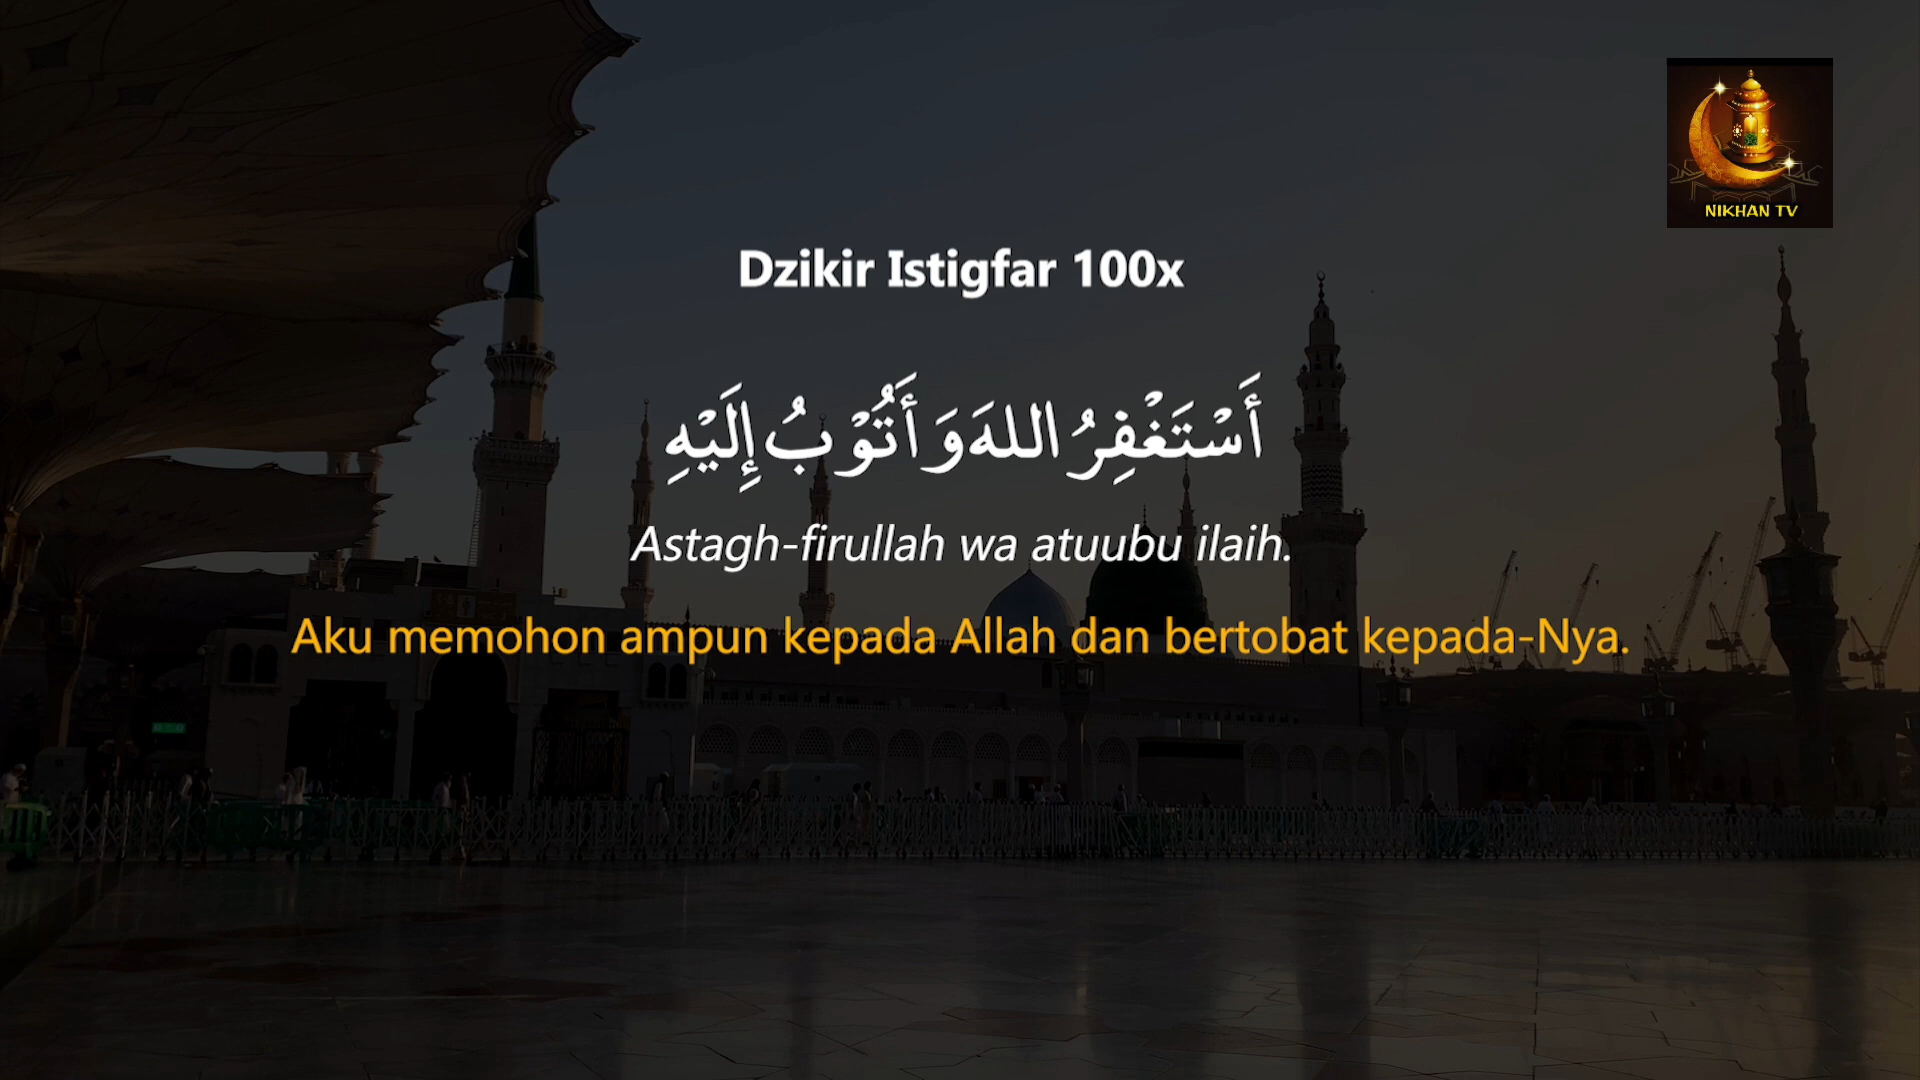 NIKHAN TV
Dzikir Istigfar 100x
أَسْتَغْفِرُ اللهَ وَ أَتُوْبُ إِلَيْهِ
Astagh-firullah wa atuubu ilaih.
Aku memohon ampun kepada Allah dan bertobat kepada-Nya.